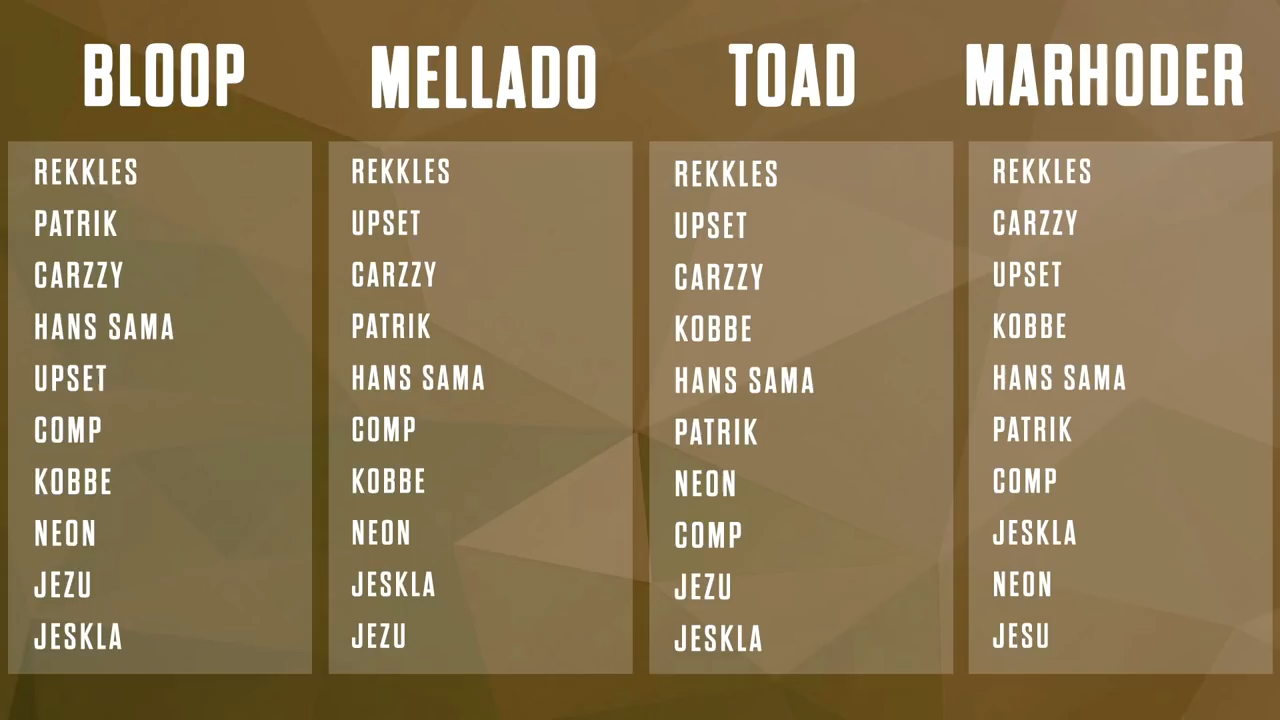 BLOOP
REKKLES
PATRIK
CARZZY
HANS SAMA
UPSET
COMP
KOBBE
NEON
JEZU
JESKLA
MELLADO
REKKLES
UPSET
CARZZY
PATRIK
HANS SAMA
COMP
KOBBE
NEON
JESKLA
JEZU
TOAD
REKKLES
UPSET
CARZZY
KOBBE
HANS SAMA
PATRIK
NEON
COMP
JEZU
JESKLA
MARHODER
REKKLES
CARZZY
UPSET
KOBBE
HANS SAMA
PATRIK
COMP
JESKLA
NEON
JESU